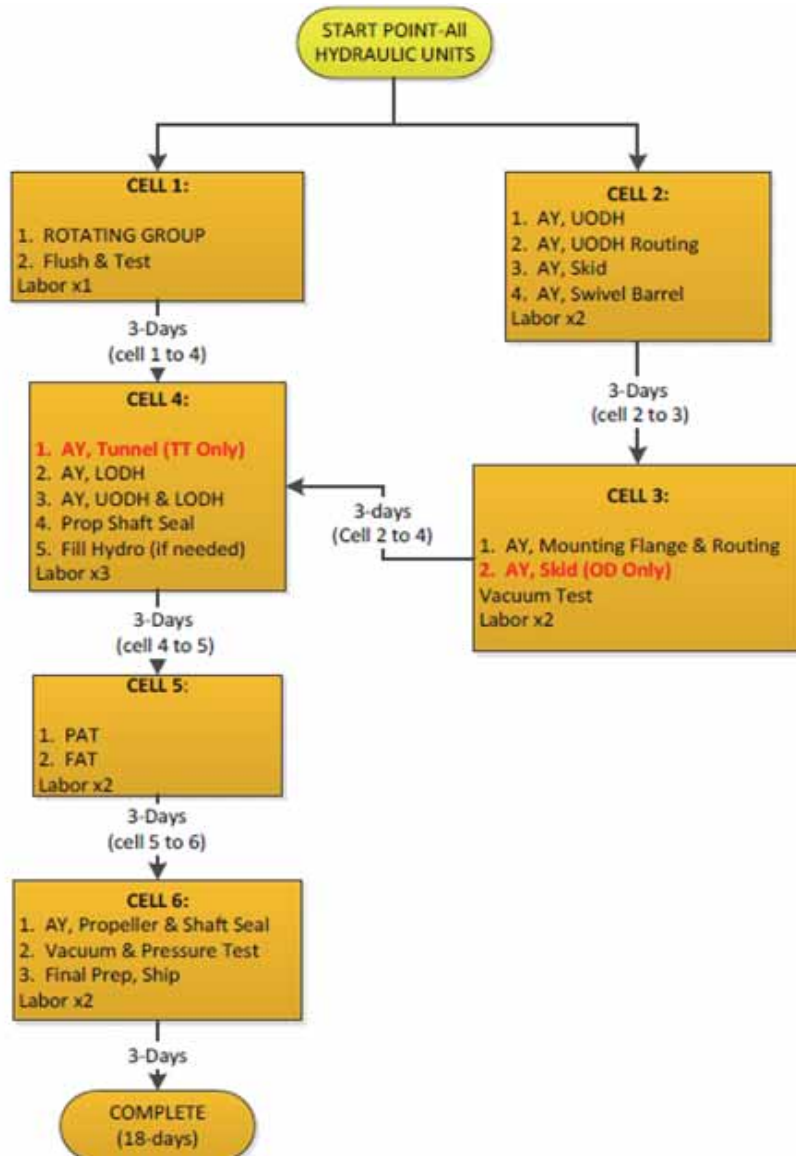 START POINT-All
HYDRAULIC UNITS
CELL 1:
1. ROTATING GROUP
2. Flush & Test
Labor x1
CELL 2:
1. AY, UODH
2. AY, UODH Routing
3. AY, Skid
4. AY, Swivel Barrel
Labor x2
3-Days
(cell 1 to 4)
3-Days
(cell 2 to 3)
CELL 4:
1. AY, Tunnel (TT Only)
2. AY, LODH
3. AY, UODH & LODH
4. Prop Shaft Seal
5. Fill Hydro (if needed)
Labor x3
3-days
(Cell 2 to 4)
CELL 3:
1. AY, Mounting Flange & Routing
2. AY, Skid (OD Only)
Vacuum Test
Labor x2
3-Days
(cell 4 to 5)
CELL 5:
1. PAT
2. FAT
Labor x2
3-Days
(cell 5 to 6)
CELL 6:
1. AY, Propeller & Shaft Seal
2. Vacuum & Pressure Test
3. Final Prep, Ship
Labor x2
3-Days
COMPLETE
(18-days)